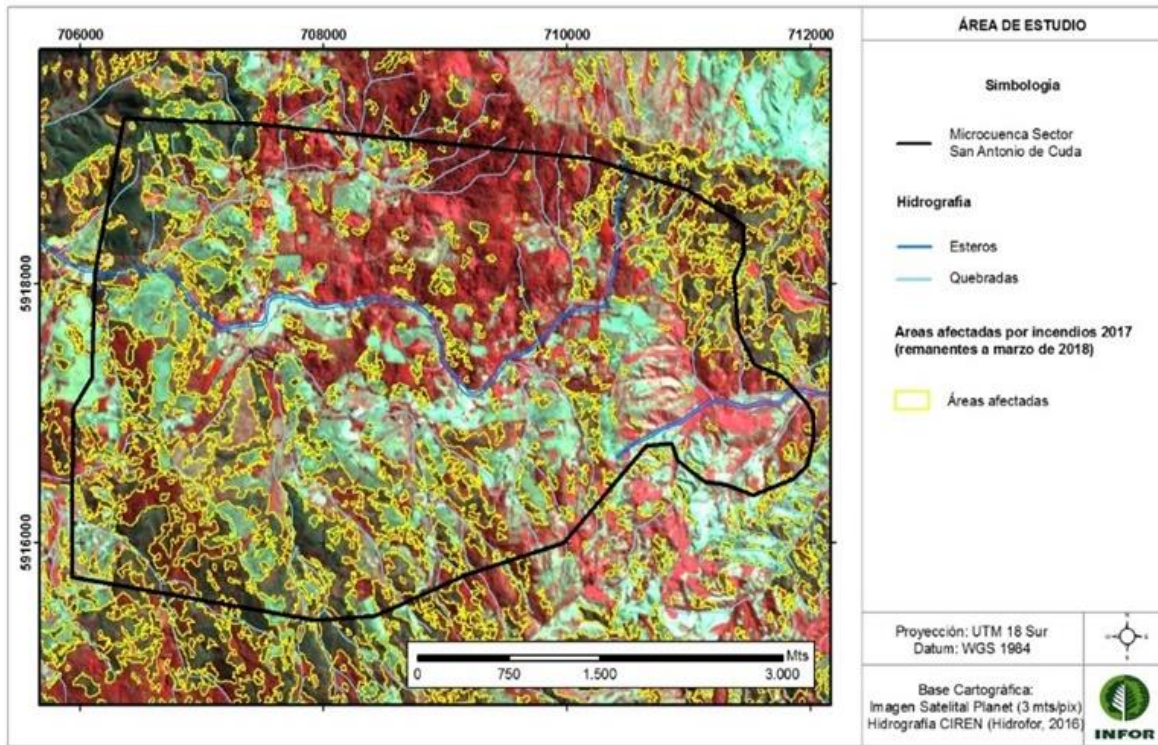 706000
708000
710000
712000
5918000
5916000
Mts
0
750
1.500
3.000
ÁREA DE ESTUDIO
Simbología
Microcuenca Sector
San Antonio de Cuda
Hidrografía
Esteros
Quebradas
Areas afectadas por incendios 2017
(remanentes a marzo de 2018)
Áreas afectadas
Proyección: UTM 18 Sur
Datum: WGS 1984
Base Cartográfica:
Imagen Satelital Planet (3 mts/pix)
Hidrografía CIREN (Hidrofor, 2016)
INFOR